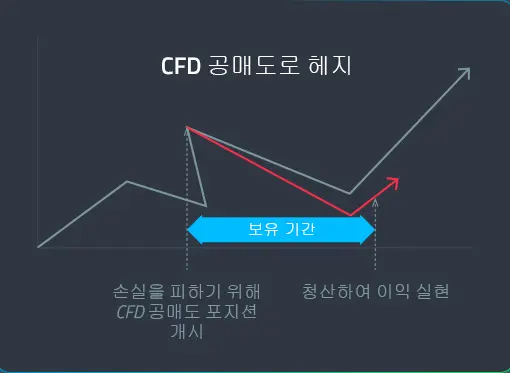 CFD 공매도로 헤지
보유 기간
손실을 피하기 위해
CFD 공매도 포지션
개시
청산하여 이익 실현